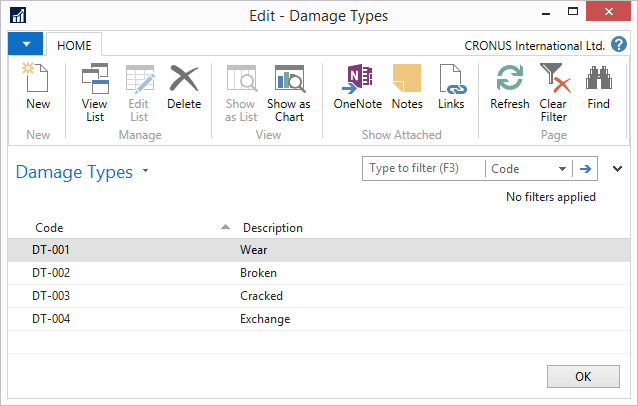 Edit - Damage Types
HOME
CRONUS International Ltd.
New
View List
Edit List
Delete
Show as List
Show as Chart
OneNote
Notes
Links
Refresh
Clear Filter
Find
New
Manage
View
Show Attached
Page
Damage Types
Type to filter (F3)
Code
No filters applied
Code Description
DT-001 Wear
DT-002 Broken
DT-003 Cracked
DT-004 Exchange
OK